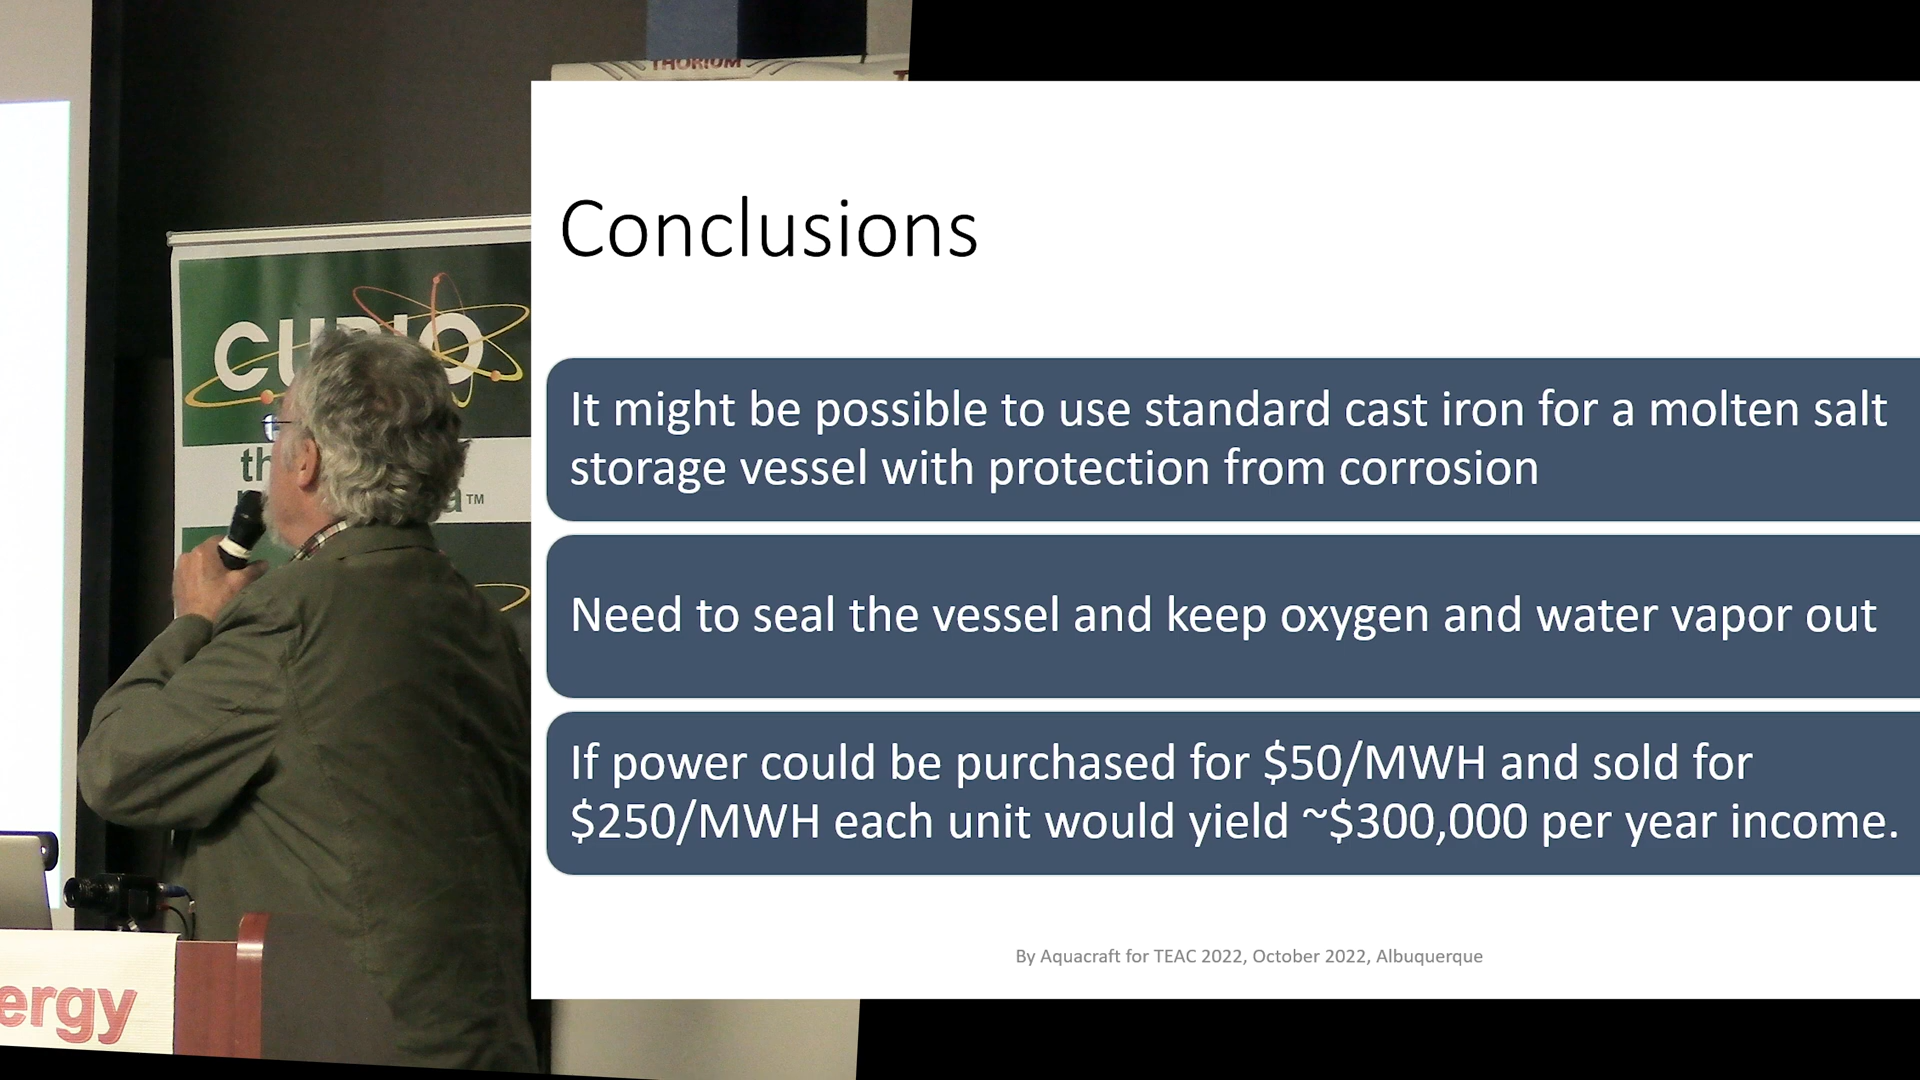 THORIUM
Conclusions
It might be possible to use standard cast iron for a molten salt
storage vessel with protection from corrosion
Need to seal the vessel and keep oxygen and water vapor out
If power could be purchased for $50/MWH and sold for
$250/MWH each unit would yield ~$300,000 per year income.
By Aquacraft for TEAC 2022, October 2022, Albuquerque
TM
ergy